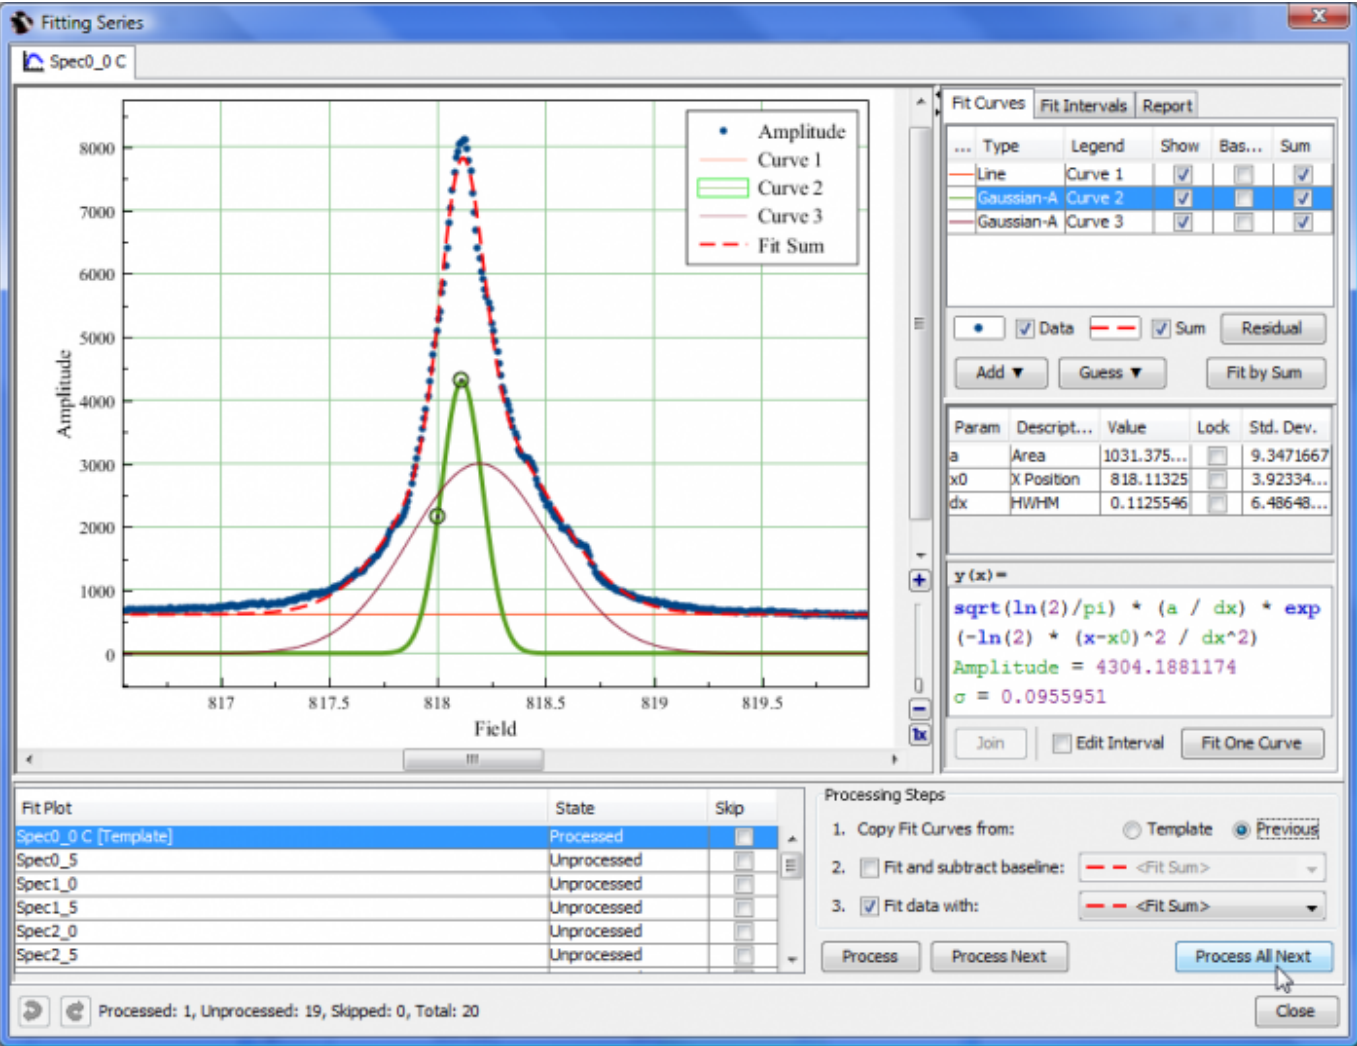 Fitting Series
Spec0_0 C
8000
7000
6000
5000
4000
3000
2000
1000
0
Amplitude
817
817.5
818
818.5
819
819.5
Field
Amplitude
Curve 1
Curve 2
Curve 3
Fit Sum
Fit Curves Fit Intervals Report
... Type Legend Show Bas... Sum
Line Curve 1
Gaussian-A Curve 2
Gaussian-A Curve 3
Data Sum Residual
Add ▼ Guess ▼ Fit by Sum
Param Descript... Value Lock Std. Dev.
a Area 1031.375... 9.3471667
x0 X Position 818.11325 3.92334...
dx HWHM 0.1125546 6.48648...
y(x)=
sqrt(ln(2)/pi) * (a / dx) * exp
(-ln(2) * (x-x0)^2 / dx^2)
Amplitude = 4304.1881174
σ = 0.0955951
Join Edit Interval Fit One Curve
1x
Fit Plot State Skip
Spec0_0 C [Template] Processed
Spec0_5 Unprocessed
Spec1_0 Unprocessed
Spec1_5 Unprocessed
Spec2_0 Unprocessed
Spec2_5 Unprocessed
Processing Steps
1. Copy Fit Curves from: Template Previous
2. Fit and subtract baseline: <Fit Sum>
3. Fit data with: <Fit Sum>
Process Process Next Process All Next
Processed: 1, Unprocessed: 19, Skipped: 0, Total: 20
Close